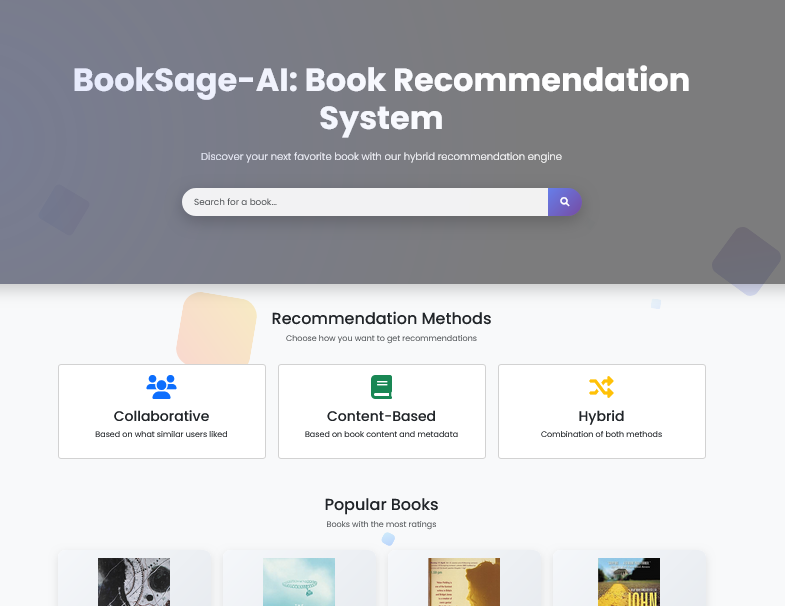 BookSage-AI: Book Recommendation
System
Discover your next favorite book with our hybrid recommendation engine
Search for a book...
Recommendation Methods
Choose how you want to get recommendations
Collaborative
Based on what similar users liked
Content-Based
Based on book content and metadata
Hybrid
Combination of both methods
Popular Books
Books with the most ratings
JOHN